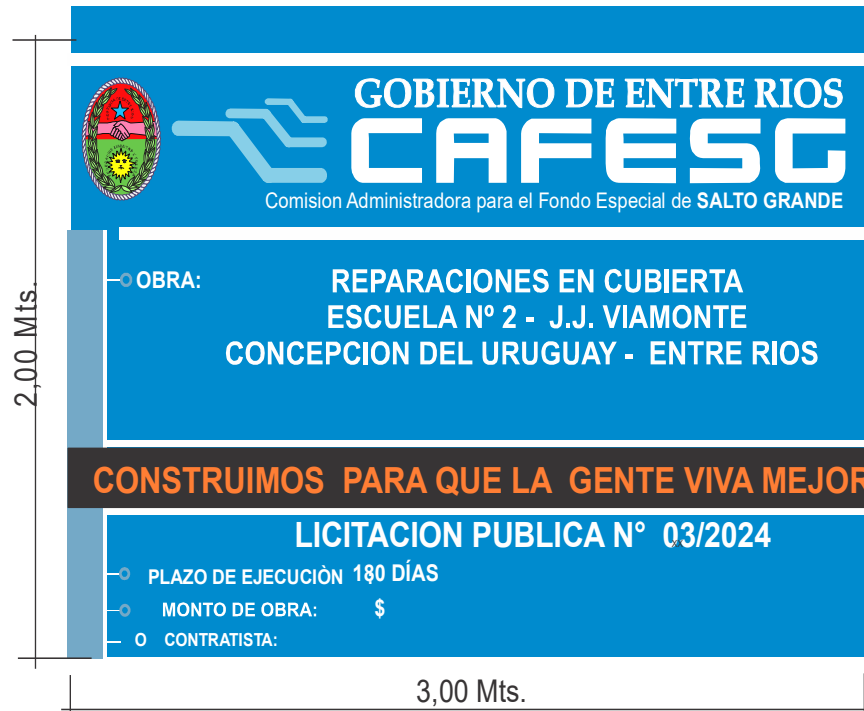 GOBIERNO DE ENTRE RIOS
CAFESG
Comision Administradora para el Fondo Especial de SALTO GRANDE
OBRA: REPARACIONES EN CUBIERTA
ESCUELA Nº 2 - J.J. VIAMONTE
CONCEPCION DEL URUGUAY - ENTRE RIOS
CONSTRUIMOS PARA QUE LA GENTE VIVA MEJOR
LICITACION PUBLICA N° 03/2024
PLAZO DE EJECUCIÒN 180 DÍAS
MONTO DE OBRA: $
O CONTRATISTA:
2,00 Mts.
3,00 Mts.